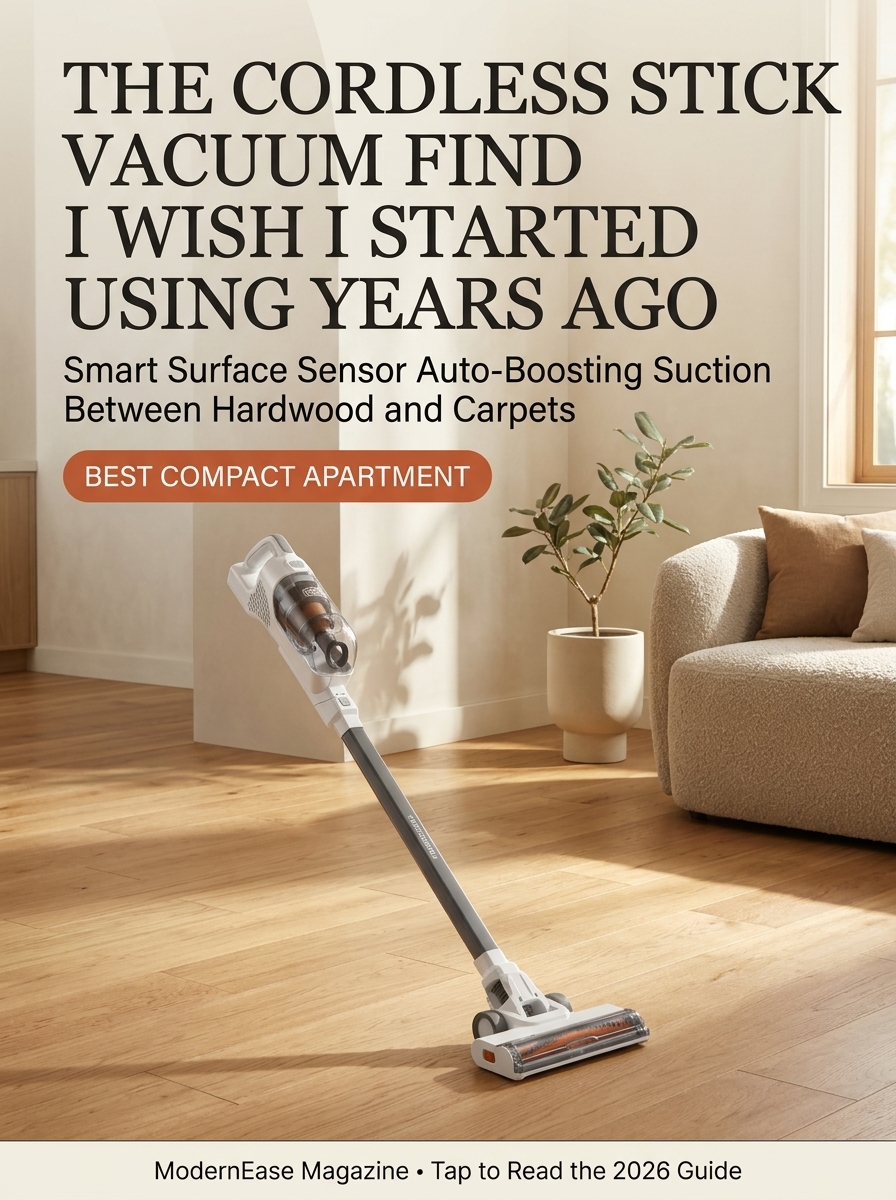 THE CORDLESS STICK
VACUUM FIND
I WISH I STARTED
USING YEARS AGO
Smart Surface Sensor Auto-Boosting Suction
Between Hardwood and Carpets
BEST COMPACT APARTMENT
ModernEase Magazine • Tap to Read the 2026 Guide